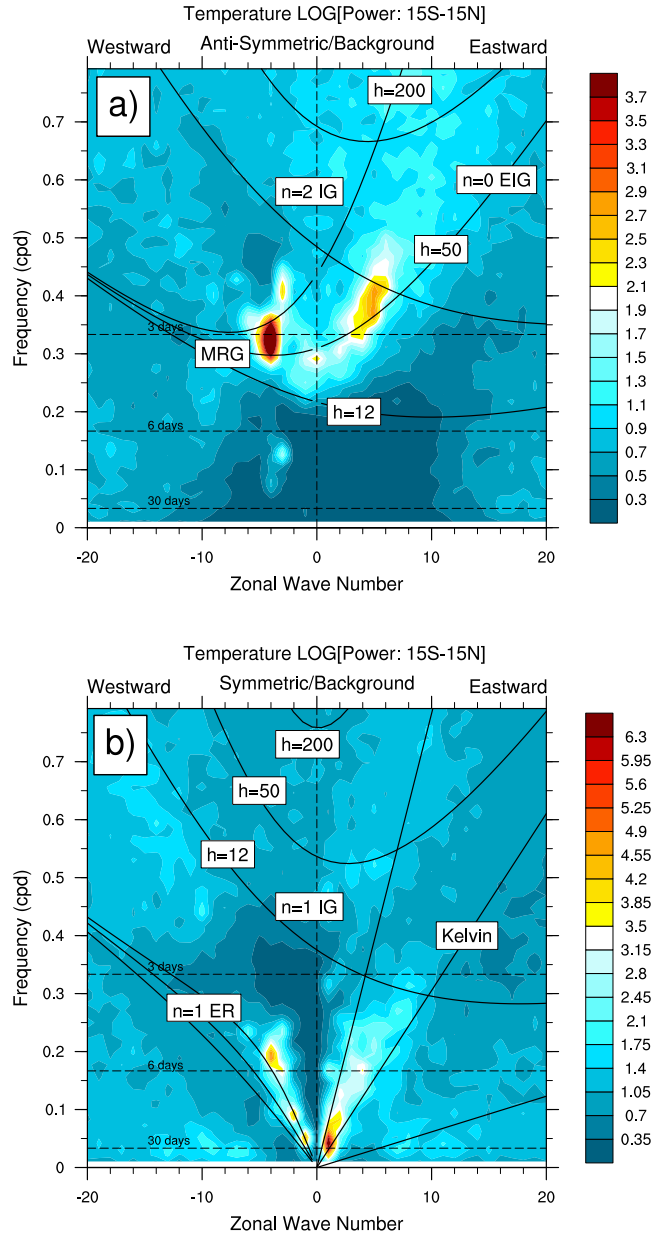 Temperature LOG[Power: 15S-15N]
Westward Anti-Symmetric/Background Eastward
a)
h=200
n=2 IG
n=0 EIG
h=50
MRG
h=12
3 days
6 days
30 days
0.7
0.6
0.5
0.4
0.3
0.2
0.1
0
Frequency (cpd)
-20 -10 0 10 20
Zonal Wave Number
3.7
3.5
3.3
3.1
2.9
2.7
2.5
2.3
2.1
1.9
1.7
1.5
1.3
1.1
0.9
0.7
0.5
0.3
Temperature LOG[Power: 15S-15N]
Westward Symmetric/Background Eastward
b)
h=200
h=50
h=12
n=1 IG
Kelvin
n=1 ER
3 days
6 days
30 days
0.7
0.6
0.5
0.4
0.3
0.2
0.1
0
Frequency (cpd)
-20 -10 0 10 20
Zonal Wave Number
6.3
5.95
5.6
5.25
4.9
4.55
4.2
3.85
3.5
3.15
2.8
2.45
2.1
1.75
1.4
1.05
0.7
0.35